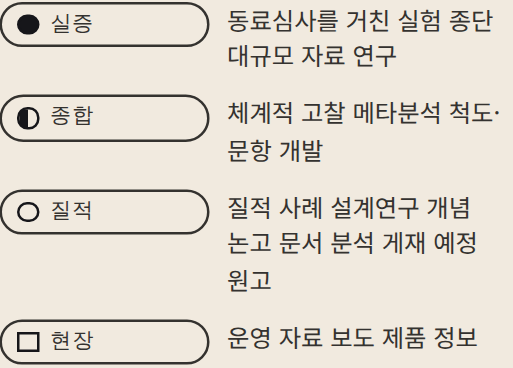 실증
동료심사를 거친 실험 종단
대규모 자료 연구
종합
체계적 고찰 메타분석 척도·
문항 개발
질적
질적 사례 설계연구 개념
논고 문서 분석 게재 예정
원고
현장
운영 자료 보도 제품 정보